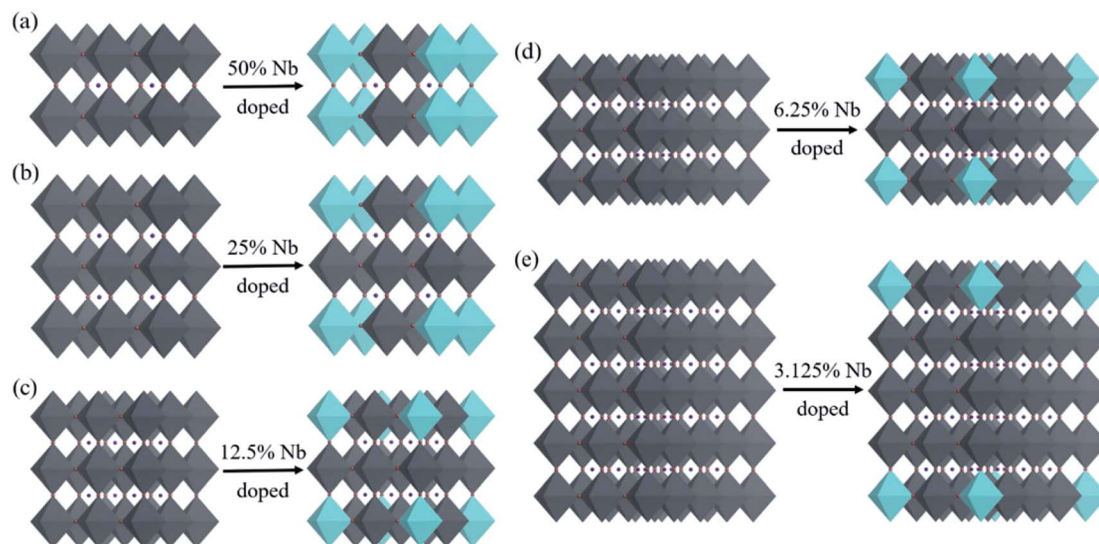 (a)
50% Nb
doped
(b)
25% Nb
doped
(c)
12.5% Nb
doped
(d)
6.25% Nb
doped
(e)
3.125% Nb
doped